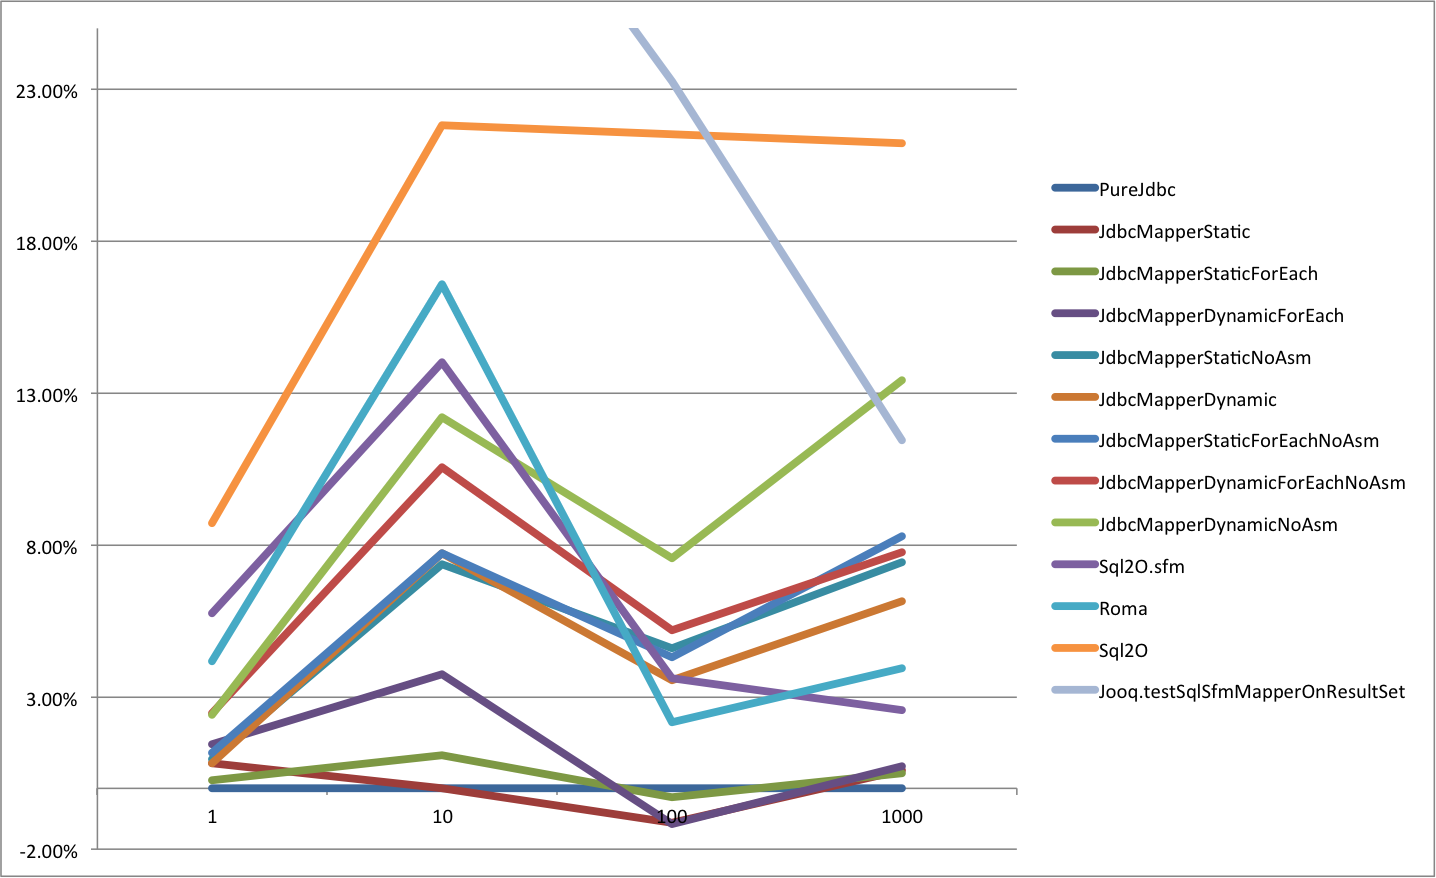 23.00%
18.00%
13.00%
8.00%
3.00%
-2.00%
1 10 100 1000
PureJdbc
JdbcMapperStatic
JdbcMapperStaticForEach
JdbcMapperDynamicForEach
JdbcMapperStaticNoAsm
JdbcMapperDynamic
JdbcMapperStaticForEachNoAsm
JdbcMapperDynamicForEachNoAsm
JdbcMapperDynamicNoAsm
Sql2O.sfm
Roma
Sql2O
Jooq.testSqlSfmMapperOnResultSet